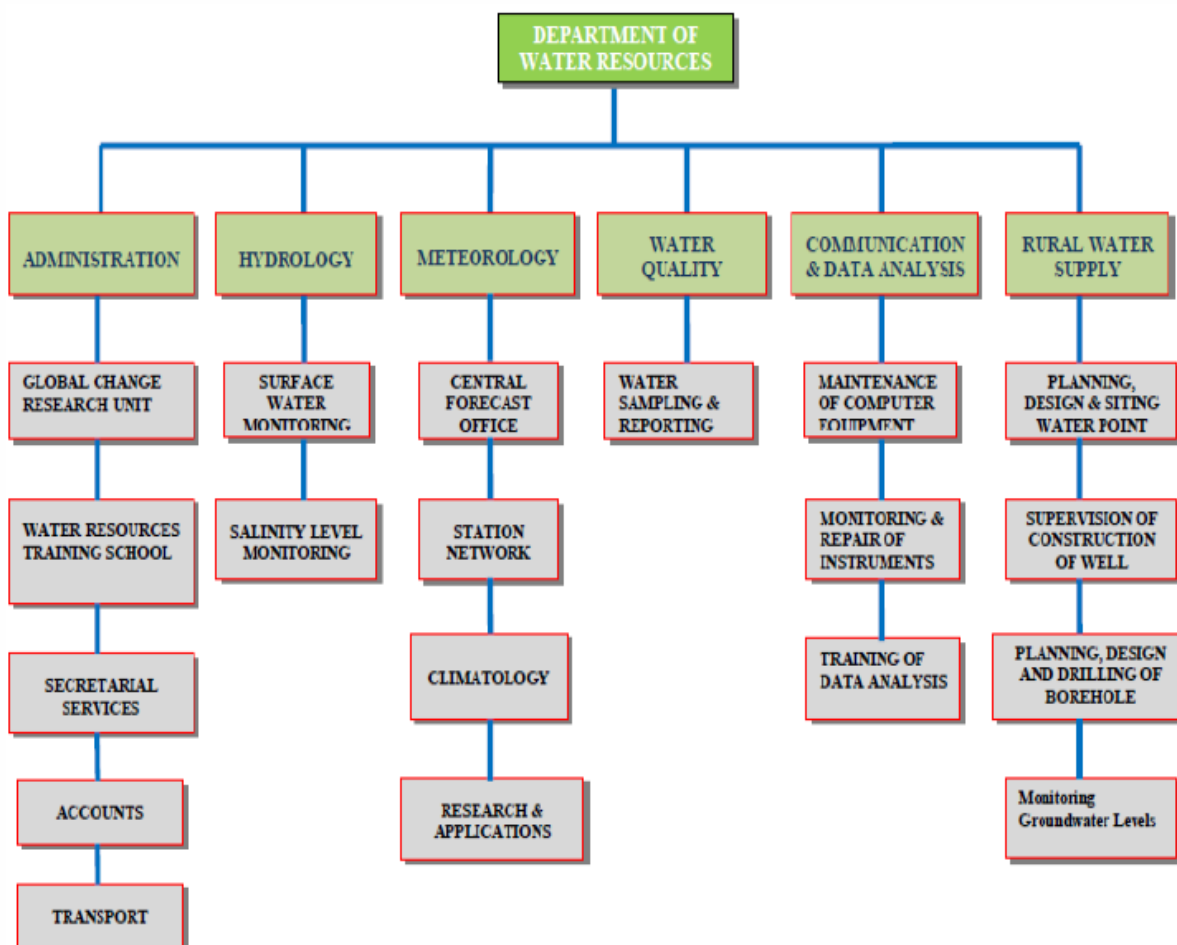 DEPARTMENT OF
WATER RESOURCES
ADMINISTRATION
HYDROLOGY
METEOROLOGY
WATER
QUALITY
COMMUNICATION
& DATA ANALYSIS
RURAL WATER
SUPPLY
GLOBAL CHANGE
RESEARCH UNIT
SURFACE
WATER
MONITORING
CENTRAL
FORECAST
OFFICE
WATER
SAMPLING &
REPORTING
MAINTENANCE
OF COMPUTER
EQUIPMENT
PLANNING,
DESIGN & SITING
WATER POINT
WATER RESOURCES
TRAINING SCHOOL
SALINITY LEVEL
MONITORING
STATION
NETWORK
MONITORING &
REPAIR OF
INSTRUMENTS
SUPERVISION OF
CONSTRUCTION
OF WELL
SECRETARIAL
SERVICES
CLIMATOLOGY
TRAINING OF
DATA ANALYSIS
PLANNING, DESIGN
AND DRILLING OF
BOREHOLE
ACCOUNTS
RESEARCH &
APPLICATIONS
Monitoring
Groundwater Levels
TRANSPORT